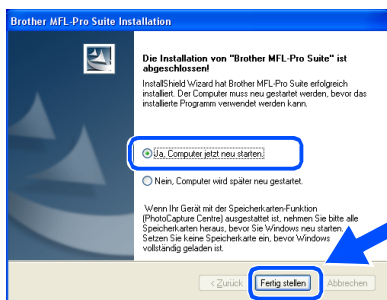 Brother MFL-Pro Suite Installation
Die Installation von "Brother MFL-Pro Suite" ist
abgeschlossen!
InstallShield Wizard hat Brother MFL-Pro Suite erfolgreich
installiert. Der Computer muss neu gestartet werden, bevor das
installierte Programm verwendet werden kann.
Ja, Computer jetzt neu starten.
Nein, Computer wird später neu gestartet.
Wenn Ihr Gerät mit der Speicherkarten-Funktion
(PhotoCapture Centre) ausgestattet ist, nehmen Sie bitte alle
Speicherkarten heraus, bevor Sie Windows neu starten.
Setzen Sie keine Speicherkarte ein, bevor Windows
vollständig geladen ist.
< Zurück Fertig stellen Abbrechen